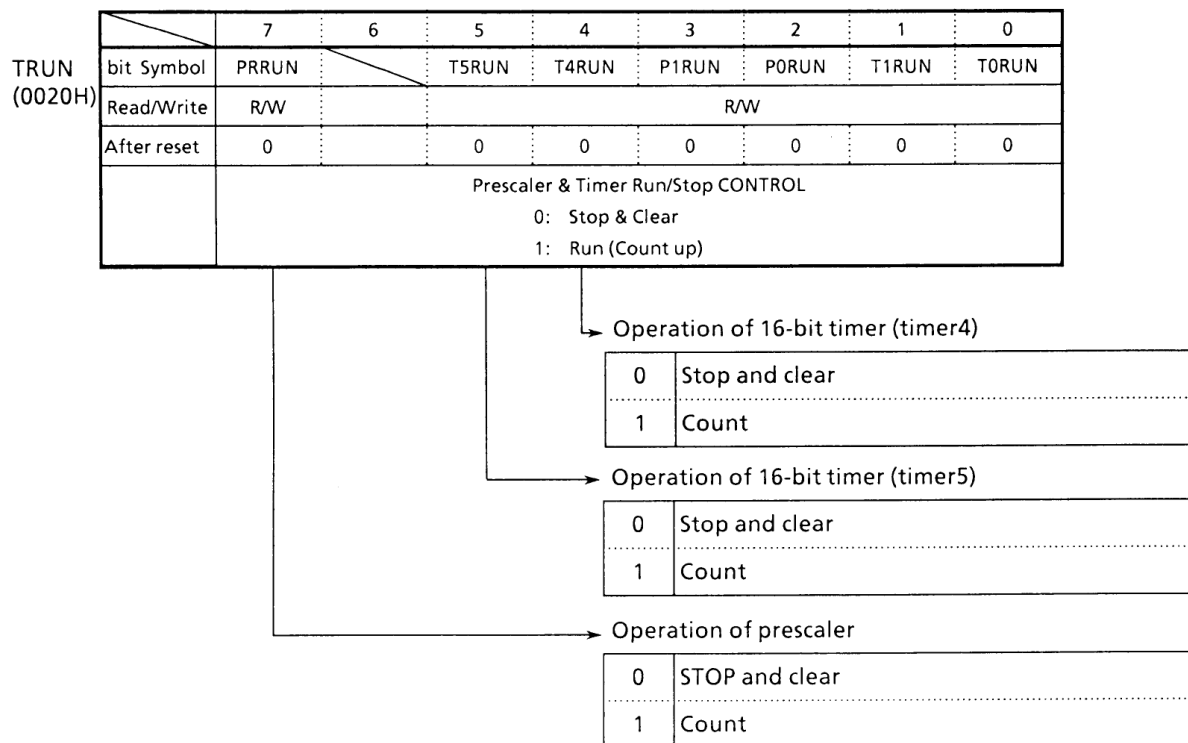 7 6 5 4 3 2 1 0
TRUN (0020H)
bit Symbol PRRUN T5RUN T4RUN P1RUN P0RUN T1RUN T0RUN
Read/Write R/W R/W
After reset 0 0 0 0 0 0 0
Prescaler & Timer Run/Stop CONTROL
0: Stop & Clear
1: Run (Count up)
Operation of 16-bit timer (timer4)
0 Stop and clear
1 Count
Operation of 16-bit timer (timer5)
0 Stop and clear
1 Count
Operation of prescaler
0 STOP and clear
1 Count